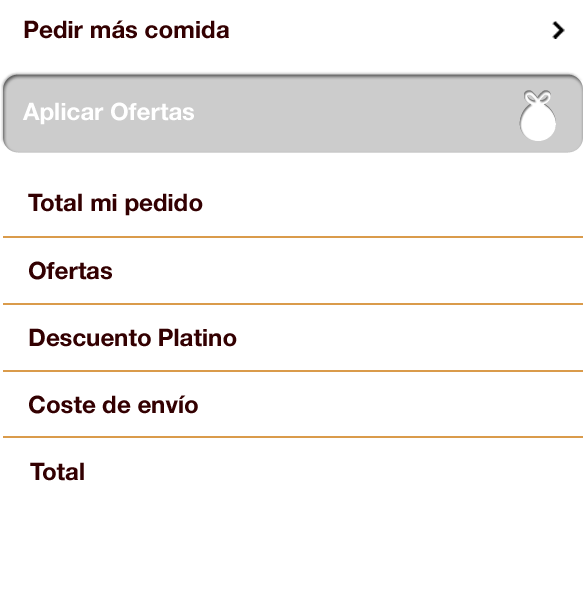 Pedir más comida
Aplicar Ofertas
Total mi pedido
Ofertas
Descuento Platino
Coste de envío
Total